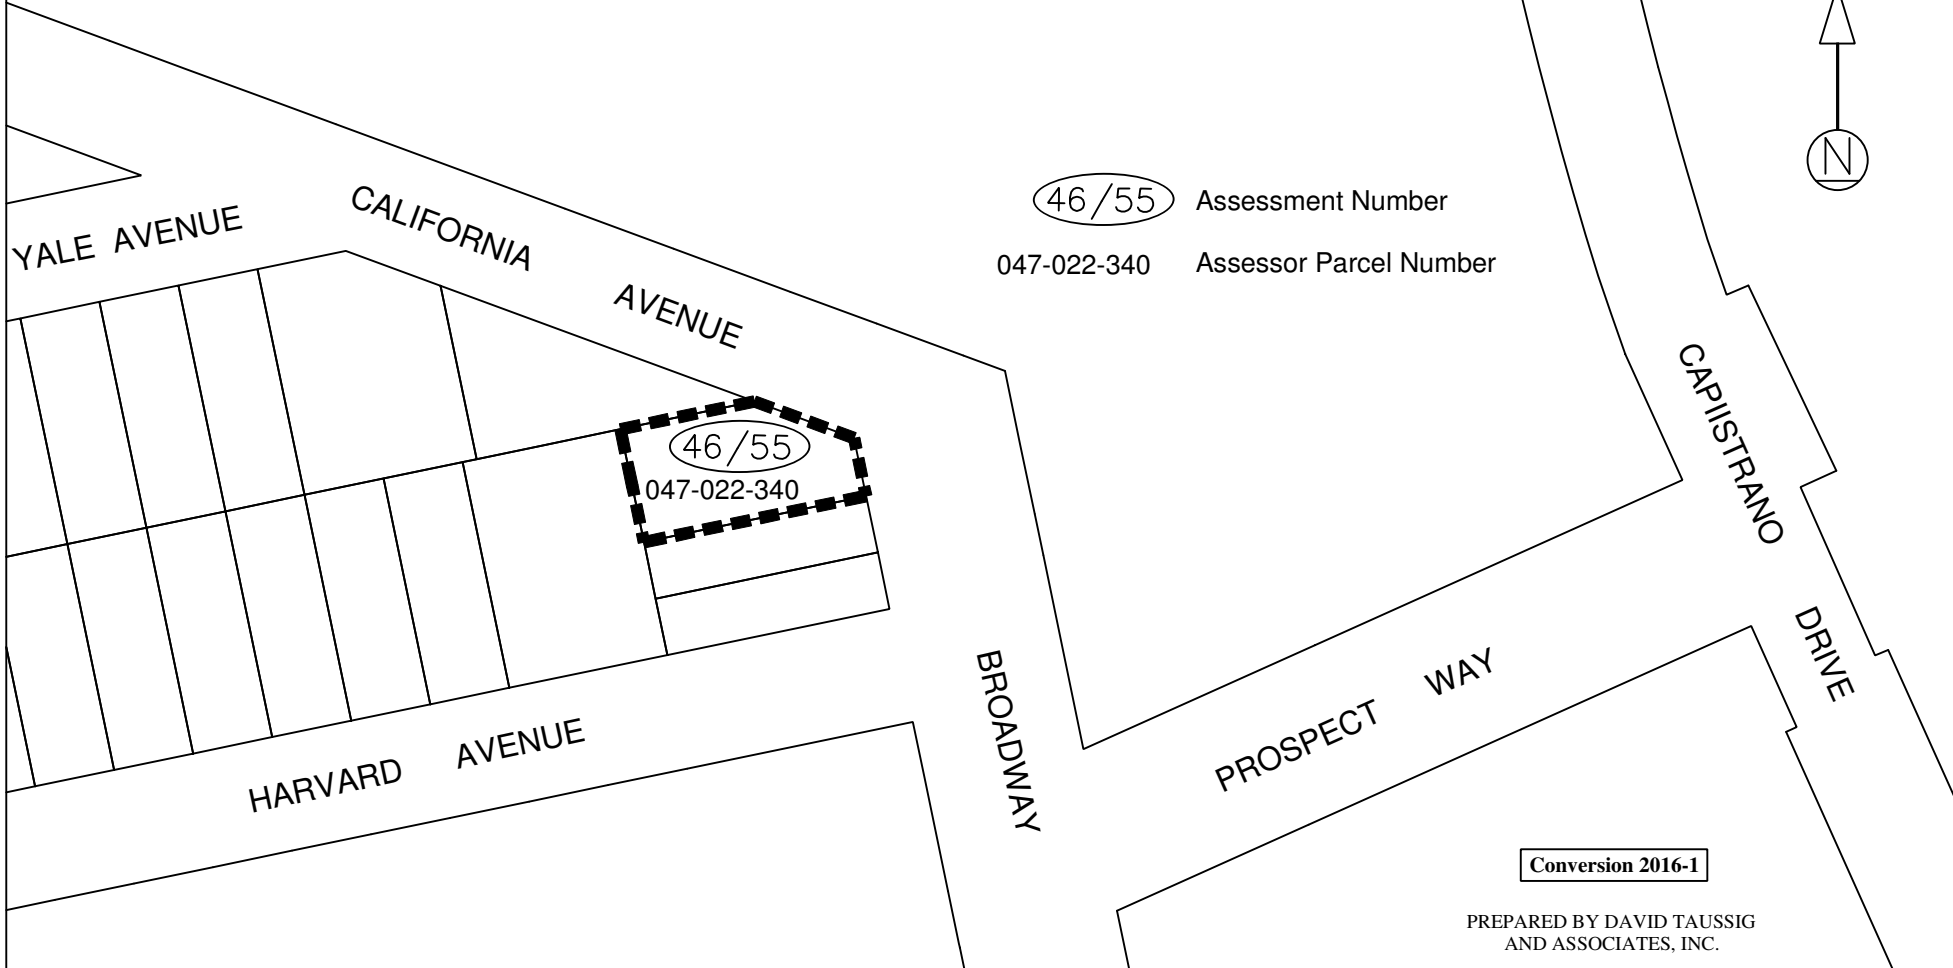 N
46/55 Assessment Number
047-022-340 Assessor Parcel Number
YALE AVENUE
CALIFORNIA AVENUE
46/55
047-022-340
CAPIISTRANO DRIVE
BROADWAY
PROSPECT WAY
HARVARD AVENUE
Conversion 2016-1
PREPARED BY DAVID TAUSSIG
AND ASSOCIATES, INC.